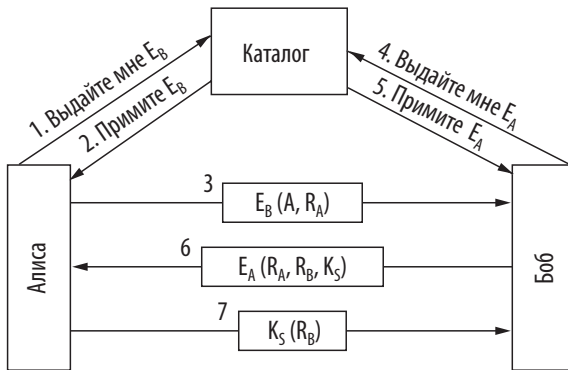 Каталог
1. Выдайте мне E_B
2. Примите E_B
4. Выдайте мне E_A
5. Примите E_A
Алиса
Боб
3
E_B (A, R_A)
6
E_A (R_A, R_B, K_S)
7
K_S (R_B)